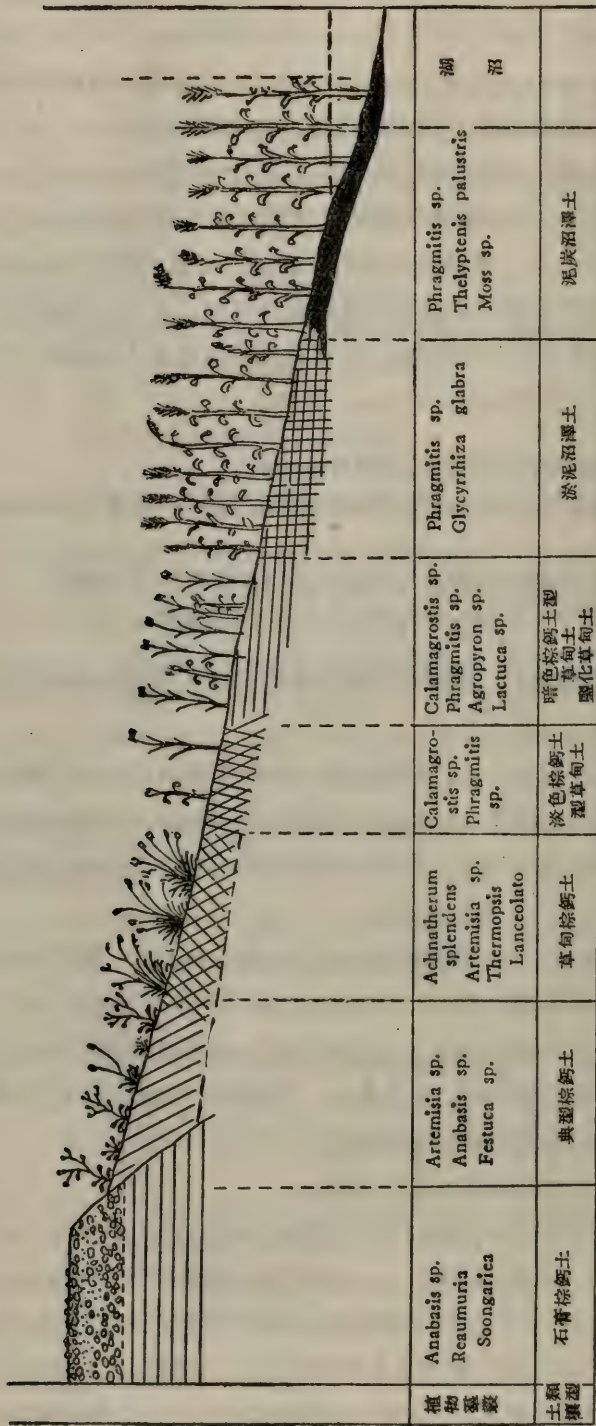 植物羣叢
Anabasis sp.
Reaumuria
Soongarica
Artemisia sp.
Anabasis sp.
Festuca sp.
Achnatherum
splendens
Artemisia sp.
Thermopsis
Lanceolato
Calamagro-
stis sp.
Phragmitis
sp.
Calamagrostis sp.
Phragmitis sp.
Agropyron sp.
Lactuca sp.
Phragmitis sp.
Glycyrrhiza glabra
Phragmitis sp.
Thelyptenis palustris
Moss sp.
湖沼
土壤類型
石膏棕鈣土
典型棕鈣土
草甸棕鈣土
淡色棕鈣土
型草甸土
暗色棕鈣土型
草甸土
鹽化草甸土
淤泥沼澤土
泥炭沼澤土